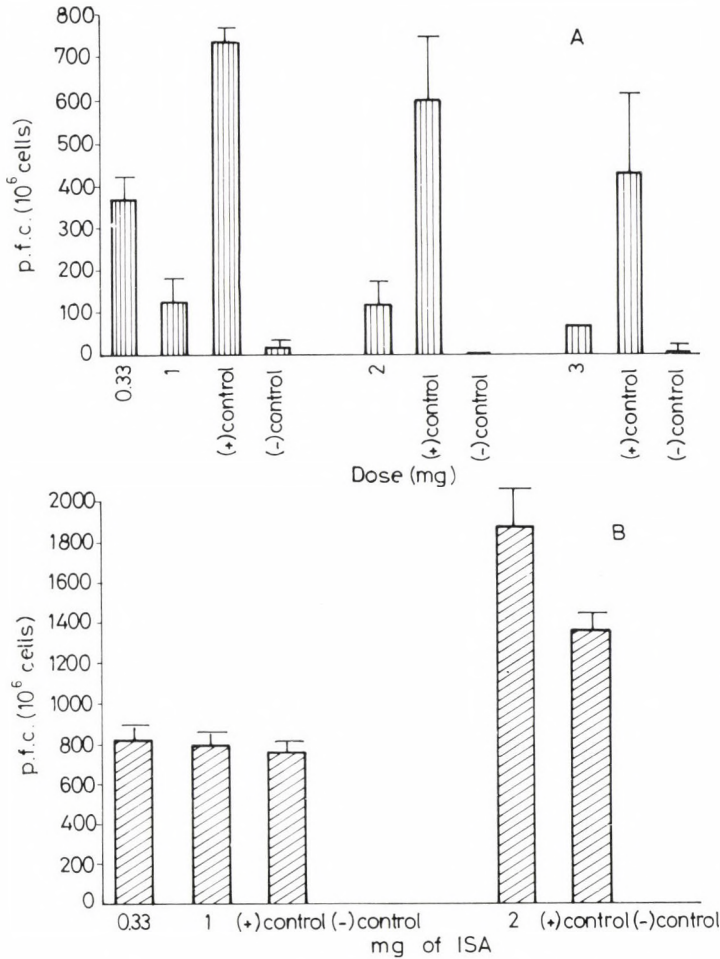 A
p.f.c. (10⁶ cells)
800
700
600
500
400
300
200
100
0
0.33
1
(+)control
(-)control
2
(+)control
(-)control
3
(+)control
(-)control
Dose (mg)
B
p.f.c. (10⁶ cells)
2000
1800
1600
1400
1200
1000
800
600
400
200
0
0.33 1 (+)control (-)control 2 (+)control (-)control
mg of ISA